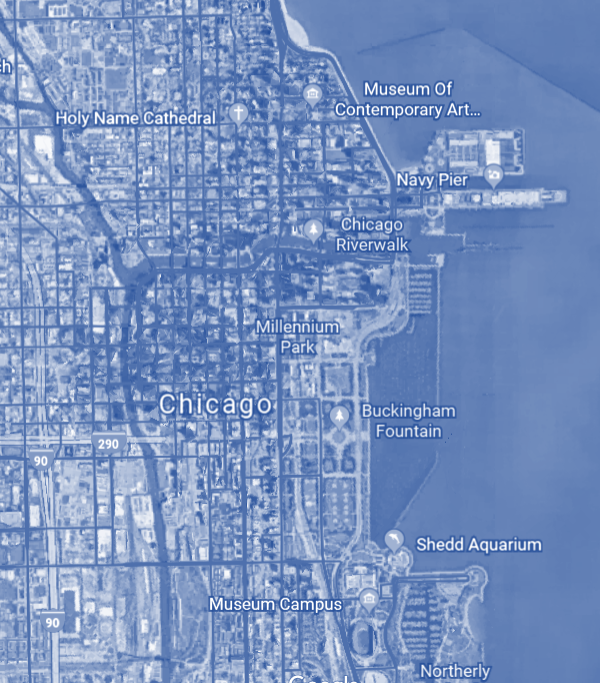 Museum Of
Contemporary Art...
Holy Name Cathedral
Navy Pier
Chicago
Riverwalk
Millennium
Park
Chicago
Buckingham
Fountain
290
90
Shedd Aquarium
Museum Campus
90
Northerly
Google